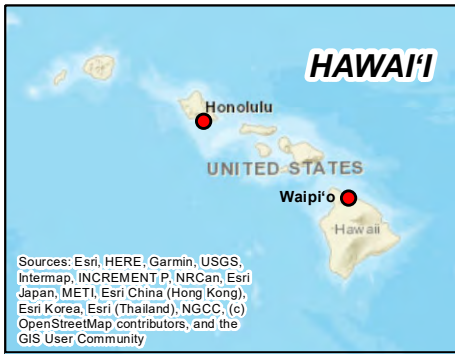 HAWAIʻI
Honolulu
UNITED STATES
Waipiʻo
Hawaii
Sources: Esri, HERE, Garmin, USGS,
Intermap, INCREMENT P, NRCan, Esri
Japan, METI, Esri China (Hong Kong),
Esri Korea, Esri (Thailand), NGCC, (c)
OpenStreetMap contributors, and the
GIS User Community